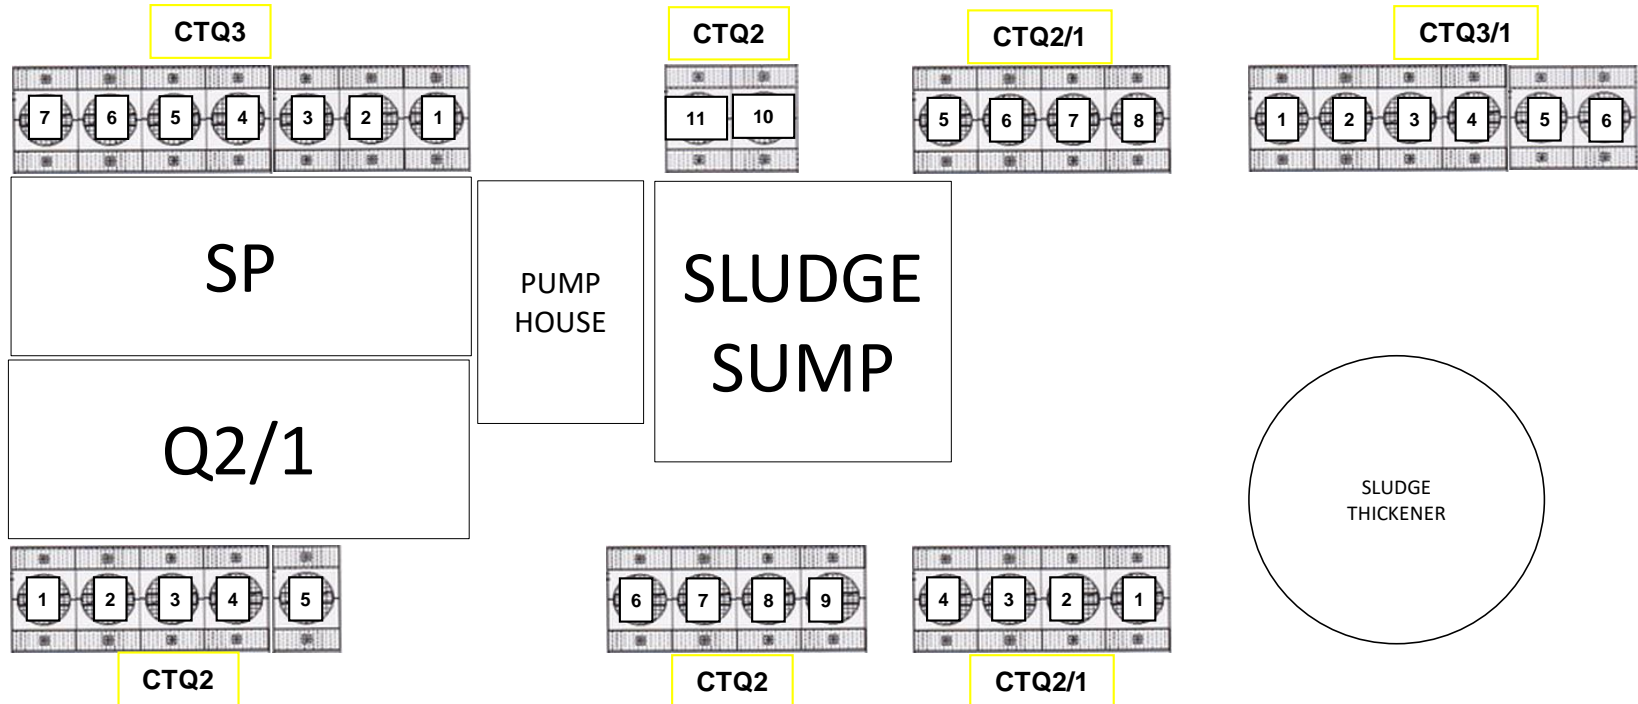 CTQ3
CTQ2
CTQ2/1
CTQ3/1
7 6 5 4 3 2 1
11 10
5 6 7 8
1 2 3 4 5 6
SP
PUMP
HOUSE
SLUDGE
SUMP
Q2/1
SLUDGE
THICKENER
1 2 3 4 5
6 7 8 9
4 3 2 1
CTQ2
CTQ2
CTQ2/1